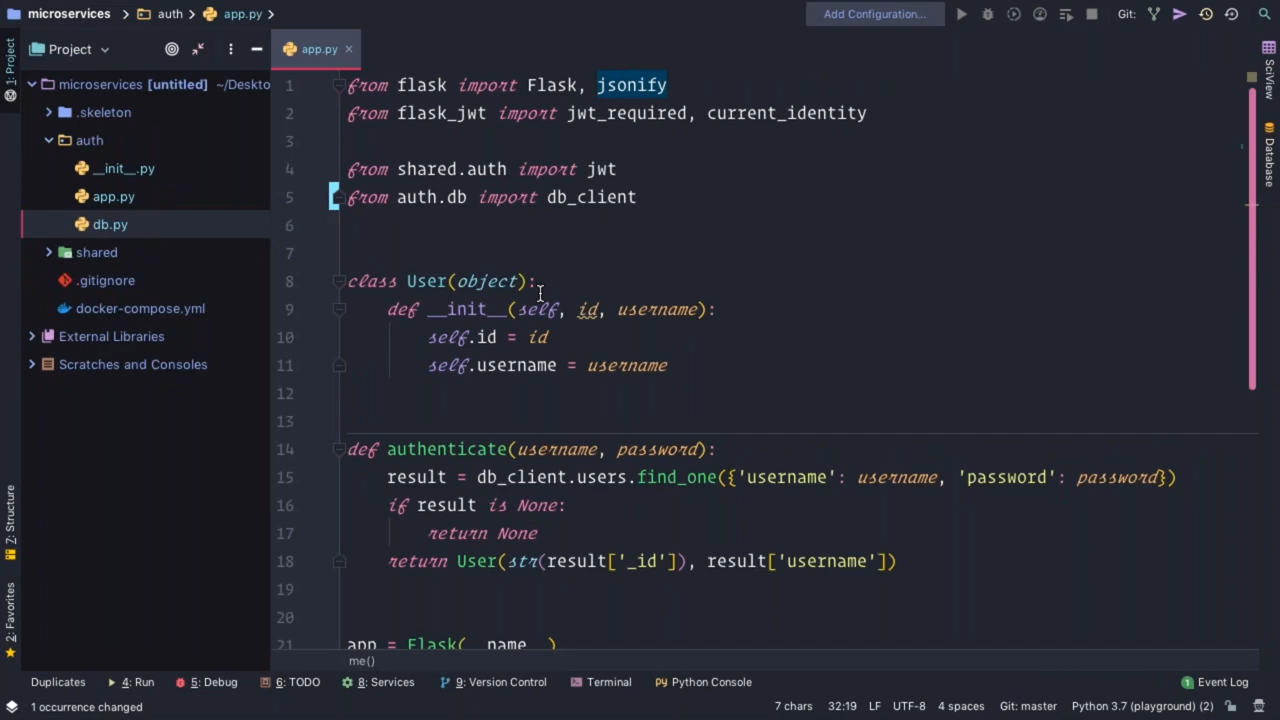 microservices auth app.py Add Configuration... Git:
1: Project
Project
app.py
SciView
Database
microservices [untitled] ~/Deskto
.skeleton
auth
__init__.py
app.py
db.py
shared
.gitignore
docker-compose.yml
External Libraries
Scratches and Consoles
1 from flask import Flask, jsonify
2 from flask_jwt import jwt_required, current_identity
3
4 from shared.auth import jwt
5 from auth.db import db_client
6
7
8 class User(object):
9 def __init__(self, id, username):
10 self.id = id
11 self.username = username
12
13
14 def authenticate(username, password):
15 result = db_client.users.find_one({'username': username, 'password': password})
16 if result is None:
17 return None
18 return User(str(result['_id']), result['username'])
19
20
21 app = Flask(__name__)
me()
Z: Structure
2: Favorites
Duplicates 4: Run 5: Debug 6: TODO 8: Services 9: Version Control Terminal Python Console 1 Event Log
1 occurrence changed 7 chars 32:19 LF UTF-8 4 spaces Git: master Python 3.7 (playground) (2)